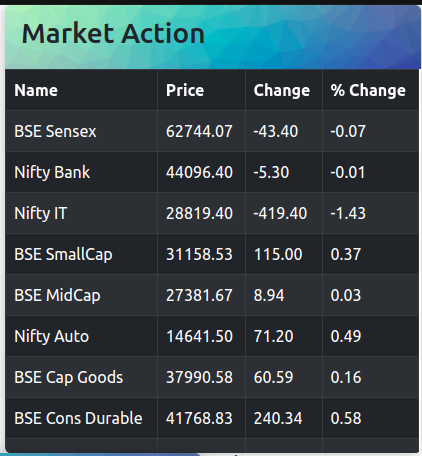 Market Action
Name Price Change % Change
BSE Sensex 62744.07 -43.40 -0.07
Nifty Bank 44096.40 -5.30 -0.01
Nifty IT 28819.40 -419.40 -1.43
BSE SmallCap 31158.53 115.00 0.37
BSE MidCap 27381.67 8.94 0.03
Nifty Auto 14641.50 71.20 0.49
BSE Cap Goods 37990.58 60.59 0.16
BSE Cons Durable 41768.83 240.34 0.58